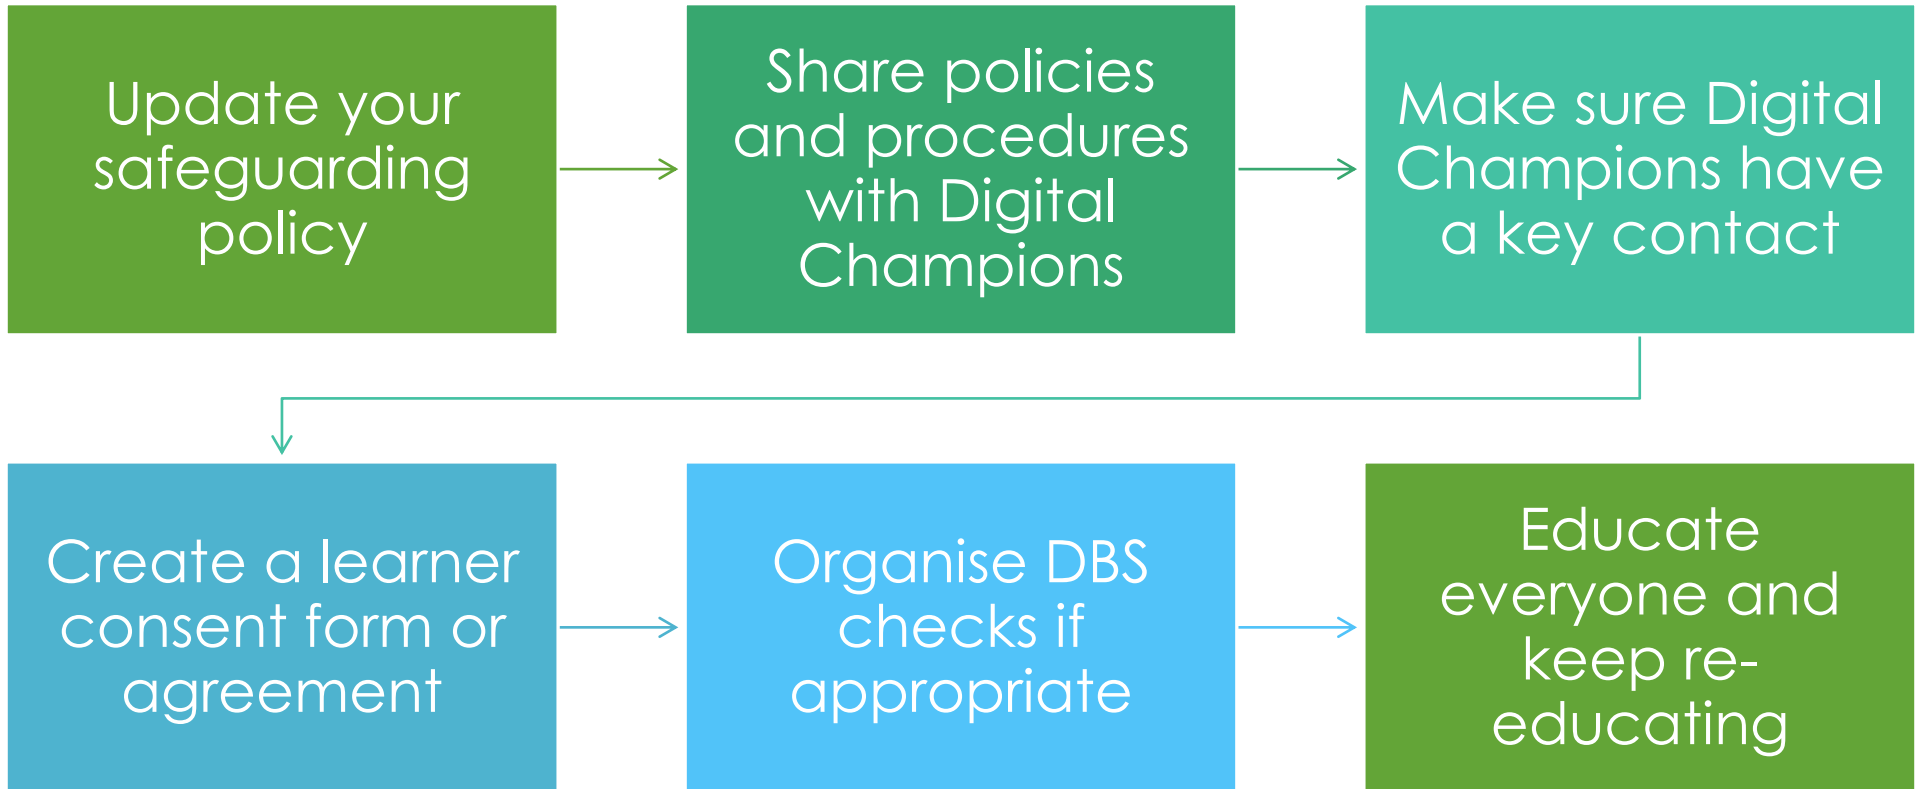 Update your
safeguarding
policy
Share policies
and procedures
with Digital
Champions
Make sure Digital
Champions have
a key contact
Create a learner
consent form or
agreement
Organise DBS
checks if
appropriate
Educate
everyone and
keep re-
educating